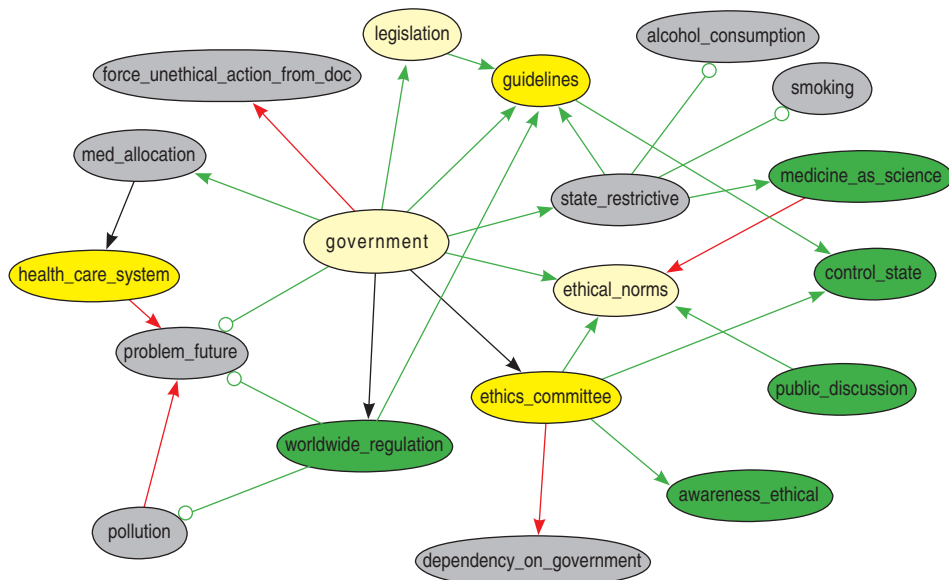 legislation
alcohol_consumption
force_unethical_action_from_doc
guidelines
smoking
med_allocation
medicine_as_science
state_restrictive
government
health_care_system
ethical_norms
control_state
problem_future
ethics_committee
public_discussion
worldwide_regulation
awareness_ethical
pollution
dependency_on_government